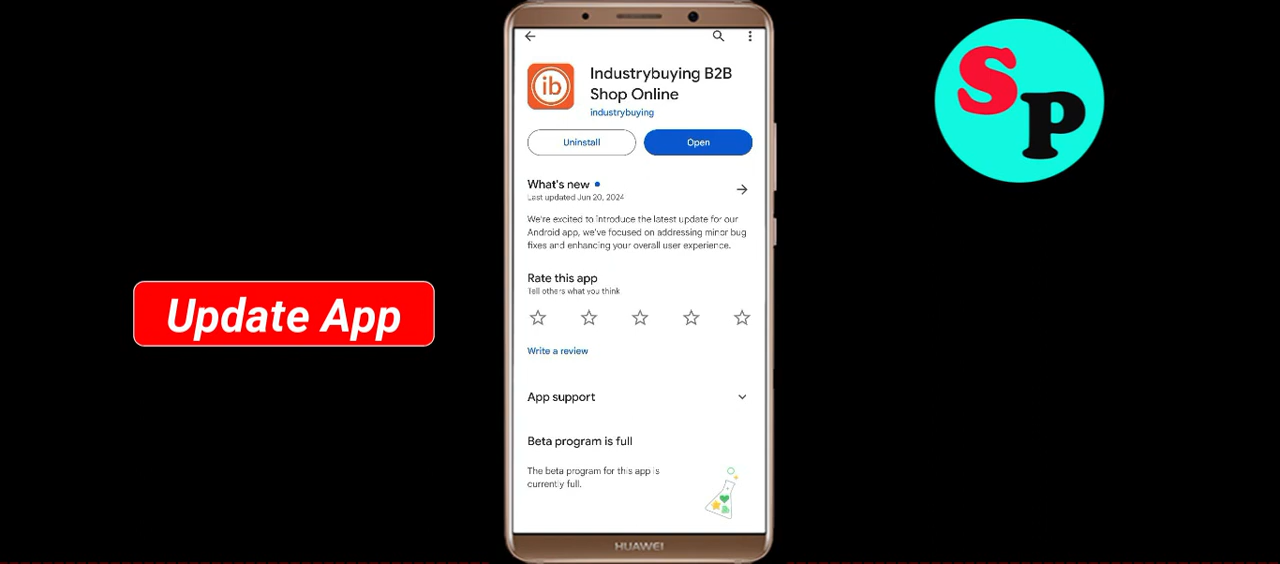 Industrybuying B2B
Shop Online
industrybuying
ib
Uninstall
Open
What's new
Last updated Jun 20, 2024
We're excited to introduce the latest update for our
Android app, we've focused on addressing minor bug
fixes and enhancing your overall user experience.
Rate this app
Tell others what you think
Write a review
App support
Beta program is full
The beta program for this app is
currently full.
HUAWEI
Update App
SP